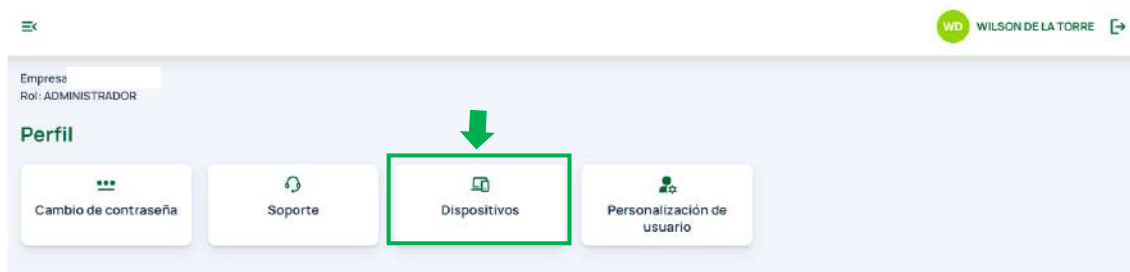 WD WILSON DE LA TORRE
Empresa
Rol: ADMINISTRADOR
Perfil
Cambio de contraseña
Soporte
Dispositivos
Personalización de
usuario